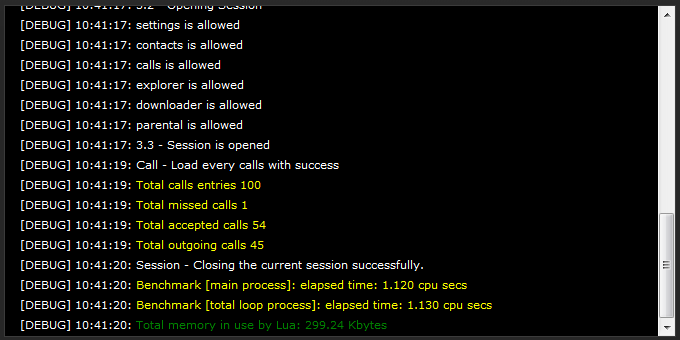 [DEBUG] 10:41:17: 3.2 - Opening Session
[DEBUG] 10:41:17: settings is allowed
[DEBUG] 10:41:17: contacts is allowed
[DEBUG] 10:41:17: calls is allowed
[DEBUG] 10:41:17: explorer is allowed
[DEBUG] 10:41:17: downloader is allowed
[DEBUG] 10:41:17: parental is allowed
[DEBUG] 10:41:17: 3.3 - Session is opened
[DEBUG] 10:41:19: Call - Load every calls with success
[DEBUG] 10:41:19: Total calls entries 100
[DEBUG] 10:41:19: Total missed calls 1
[DEBUG] 10:41:19: Total accepted calls 54
[DEBUG] 10:41:19: Total outgoing calls 45
[DEBUG] 10:41:20: Session - Closing the current session successfully.
[DEBUG] 10:41:20: Benchmark [main process]: elapsed time: 1.120 cpu secs
[DEBUG] 10:41:20: Benchmark [total loop process]: elapsed time: 1.130 cpu secs
[DEBUG] 10:41:20: Total memory in use by Lua: 299.24 Kbytes